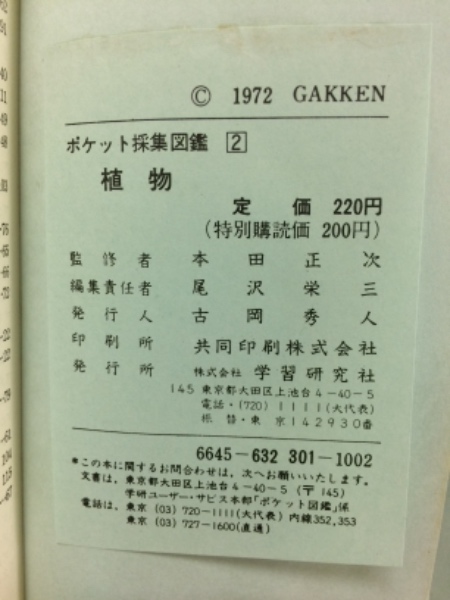 © 1972 GAKKEN
ポケット採集図鑑 2
植物
定 価 220円
(特別購読価 200円)
監修者 本田正次
編集責任者 尾沢栄三
発行人 古岡秀人
印刷所 共同印刷株式会社
発行所 株式会社 学習研究社
145 東京都大田区上池台4-40-5
電話・(720) 1111(大代表)
振替・東京142930番
6645-632 301-1002
*この本に関するお問合わせは、次へお願いいたします。
文書は、東京都大田区上池台4-40-5(〒145)
学研ユーザー・サービス本部「ポケット図鑑」係
電話は、東京(03)720-1111(大代表)内線352,353
東京(03)727-1600(直通)